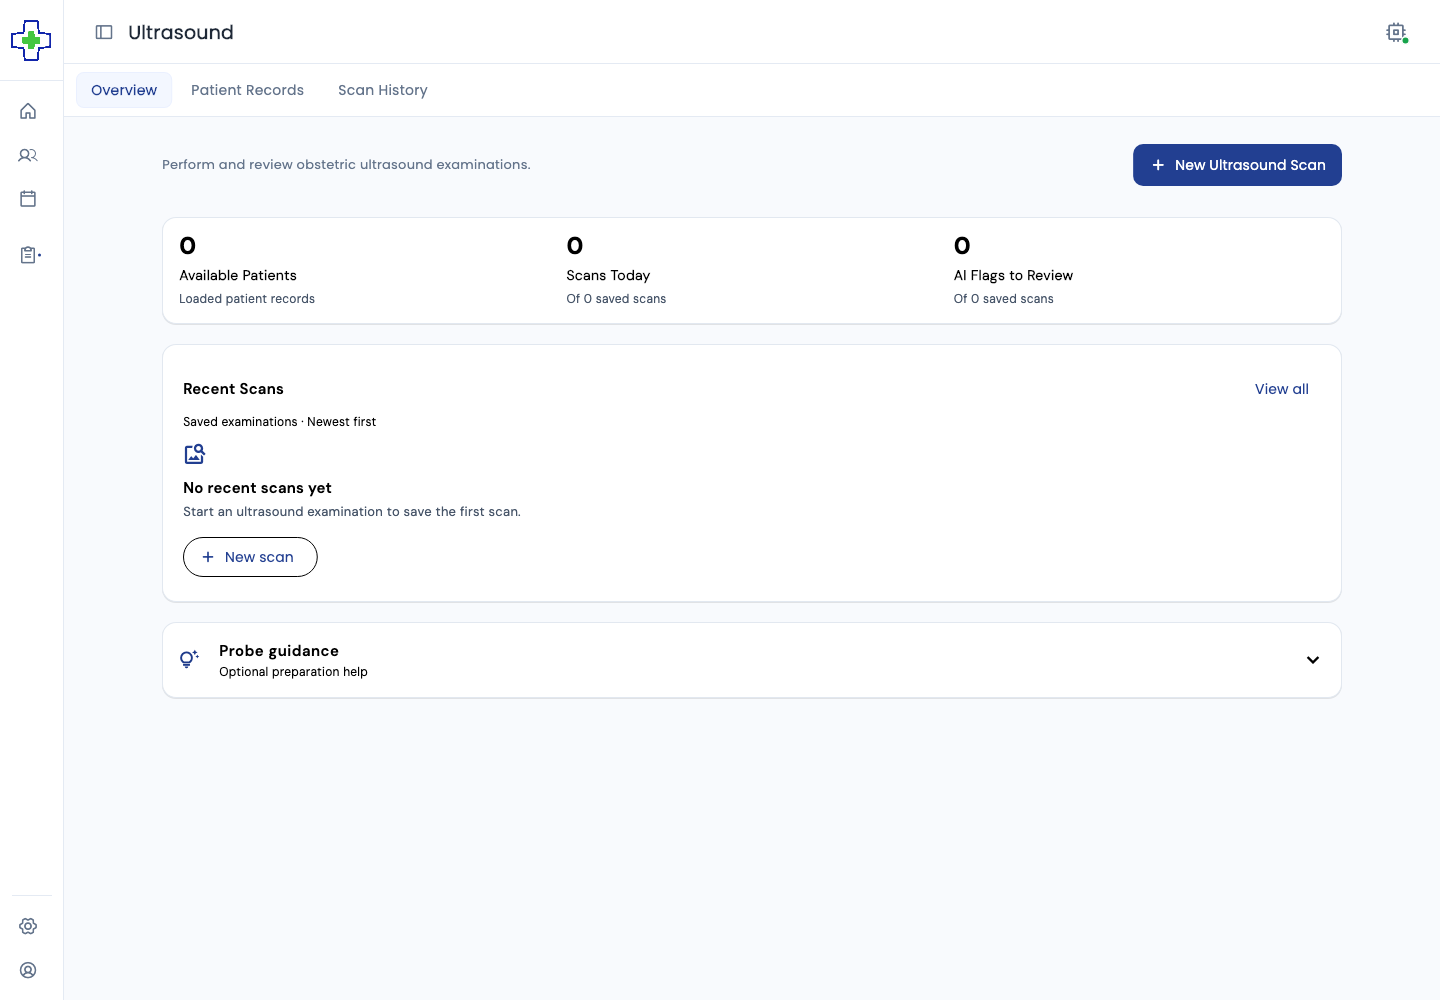 Ultrasound
Overview
Patient Records
Scan History
Perform and review obstetric ultrasound examinations.
New Ultrasound Scan
0
Available Patients
Loaded patient records
0
Scans Today
Of 0 saved scans
0
AI Flags to Review
Of 0 saved scans
Recent Scans
View all
Saved examinations · Newest first
No recent scans yet
Start an ultrasound examination to save the first scan.
New scan
Probe guidance
Optional preparation help